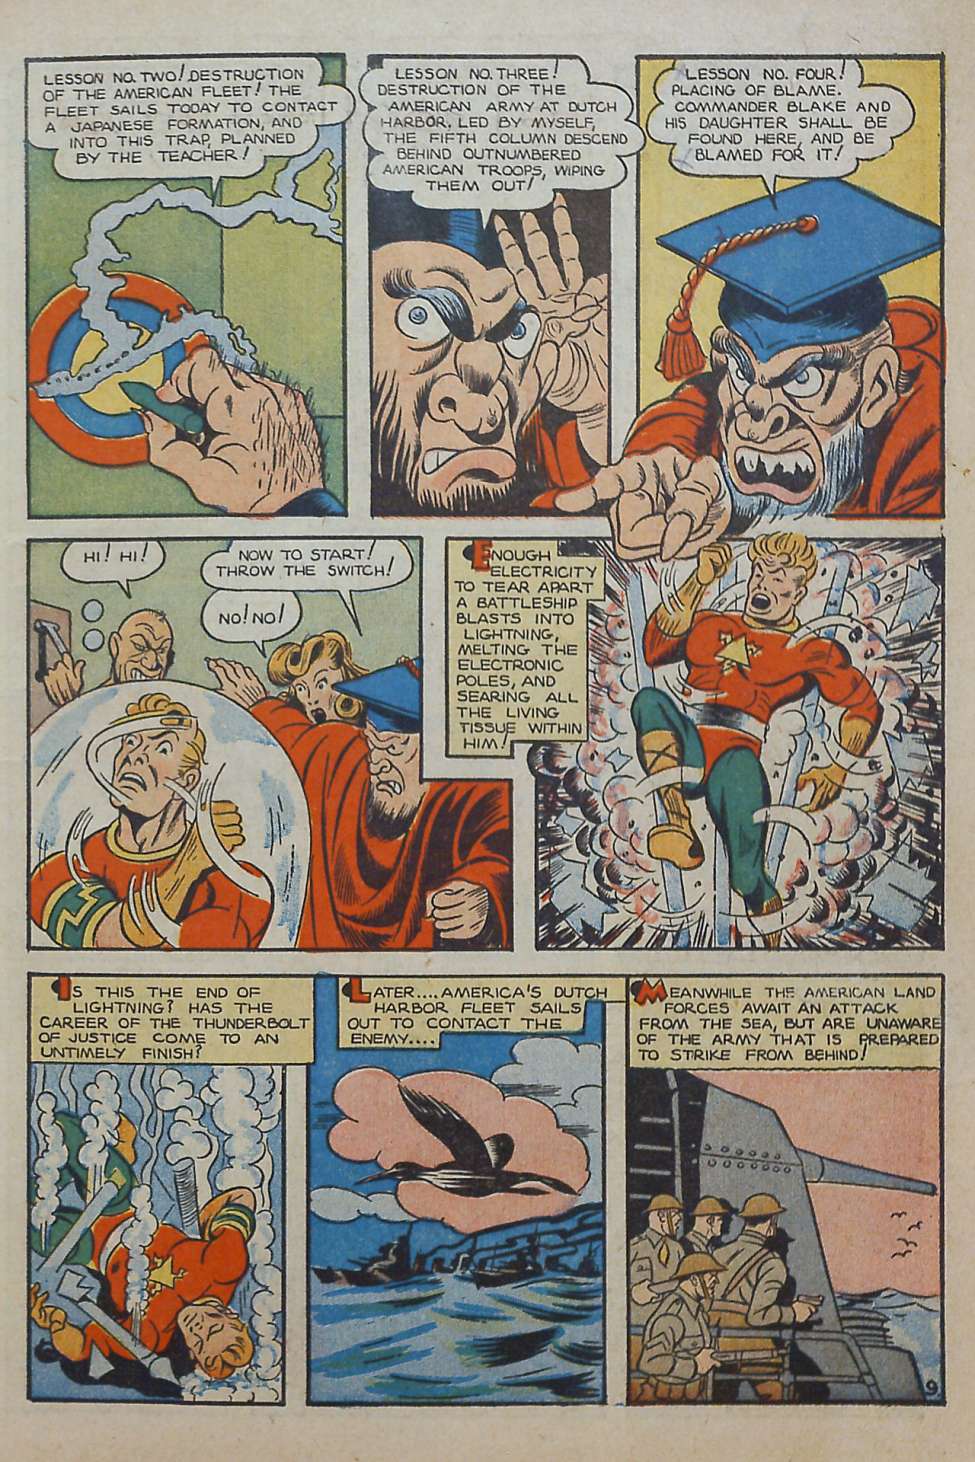 LESSON NO. TWO! DESTRUCTION
OF THE AMERICAN FLEET! THE
FLEET SAILS TODAY TO CONTACT
A JAPANESE FORMATION, AND
INTO THIS TRAP, PLANNED
BY THE TEACHER!
LESSON NO. THREE!
DESTRUCTION OF THE
AMERICAN ARMY AT DUTCH
HARBOR. LED BY MYSELF,
THE FIFTH COLUMN DESCEND
BEHIND OUTNUMBERED
AMERICAN TROOPS, WIPING
THEM OUT!
LESSON NO. FOUR!
PLACING OF BLAME.
COMMANDER BLAKE AND
HIS DAUGHTER SHALL BE
FOUND HERE, AND BE
BLAMED FOR IT!
HI! HI!
NOW TO START!
THROW THE SWITCH!
NO! NO!
ENOUGH
ELECTRICITY
TO TEAR APART
A BATTLESHIP
BLASTS INTO
LIGHTNING,
MELTING THE
ELECTRONIC
POLES, AND
SEARING ALL
THE LIVING
TISSUE WITHIN
HIM!
IS THIS THE END OF
LIGHTNING? HAS THE
CAREER OF THE THUNDERBOLT
OF JUSTICE COME TO AN
UNTIMELY FINISH?
LATER.... AMERICA'S DUTCH
HARBOR FLEET SAILS
OUT TO CONTACT THE
ENEMY....
MEANWHILE THE AMERICAN LAND
FORCES AWAIT AN ATTACK
FROM THE SEA, BUT ARE UNAWARE
OF THE ARMY THAT IS PREPARED
TO STRIKE FROM BEHIND!
9